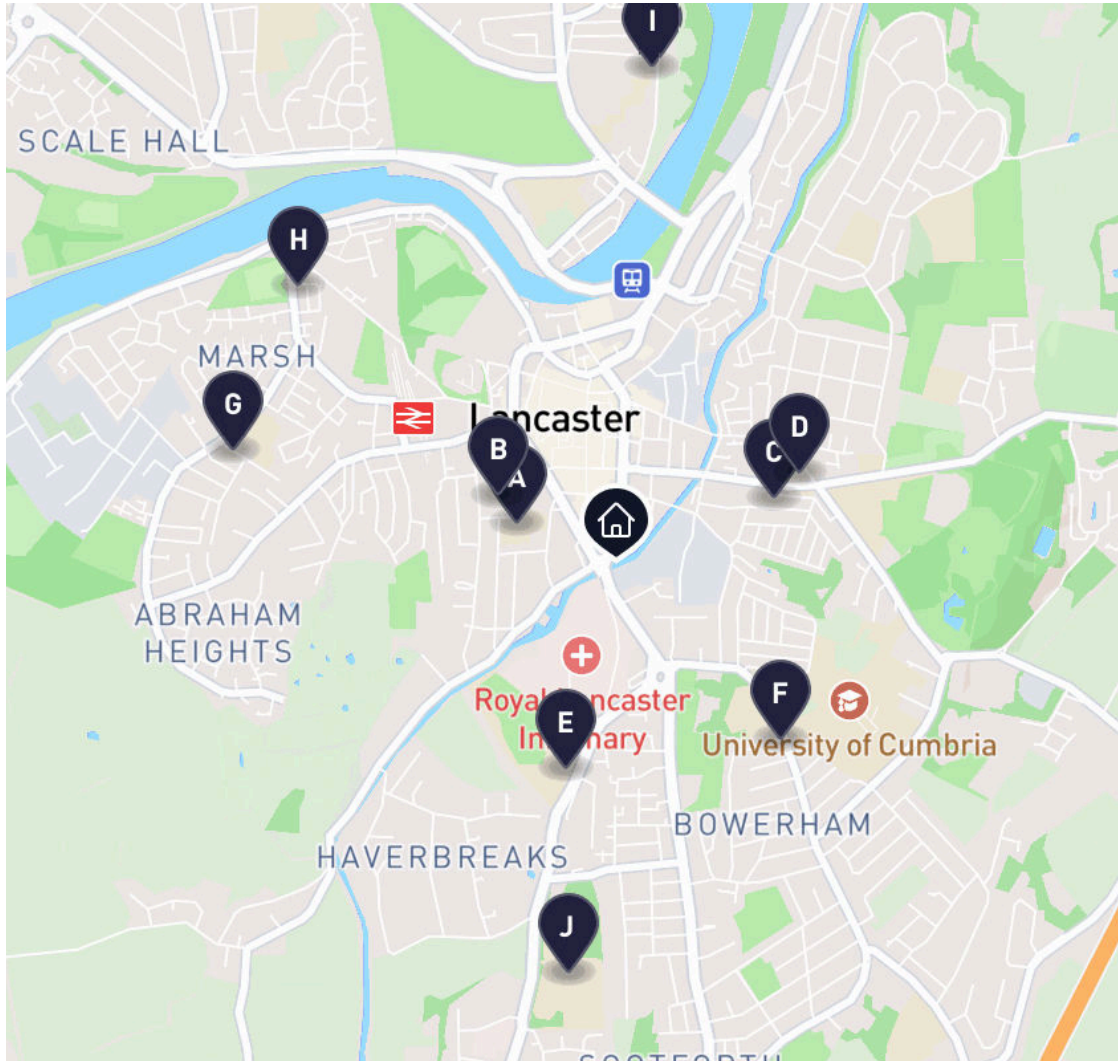 I
SCALE HALL
H
MARSH
G
Lancaster
B
A
D
C
ABRAHAM
HEIGHTS
Royal Lancaster
Infirmary
E
F
University of Cumbria
BOWERHAM
HAVERBREAKS
J